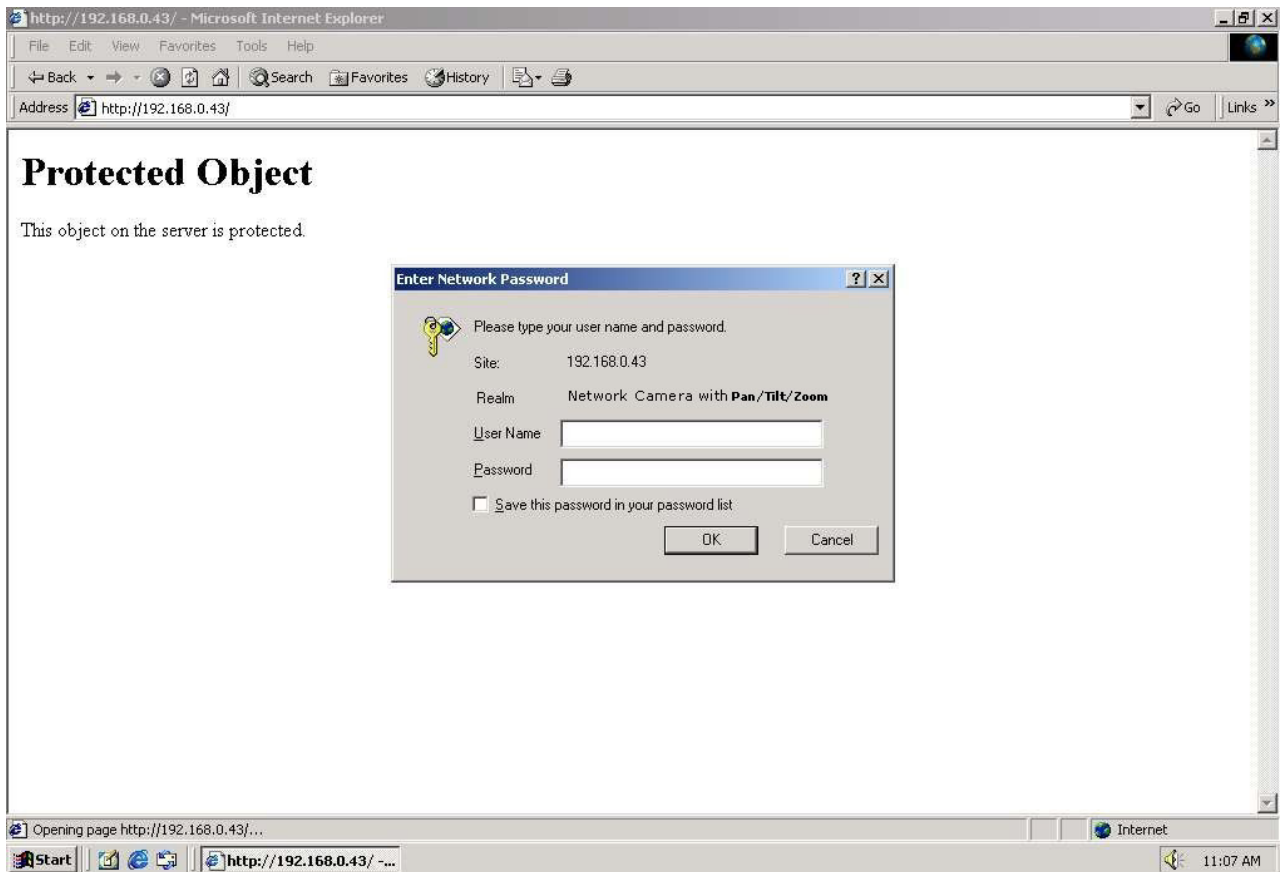 http://192.168.0.43/ - Microsoft Internet Explorer
File Edit View Favorites Tools Help
Back Search Favorites History
Address http://192.168.0.43/ Go Links »
Protected Object
This object on the server is protected.
Enter Network Password
Please type your user name and password.
Site: 192.168.0.43
Realm Network Camera with Pan/Tilt/Zoom
User Name
Password
Save this password in your password list
OK Cancel
Opening page http://192.168.0.43/... Internet
Start http://192.168.0.43/ -... 11:07 AM